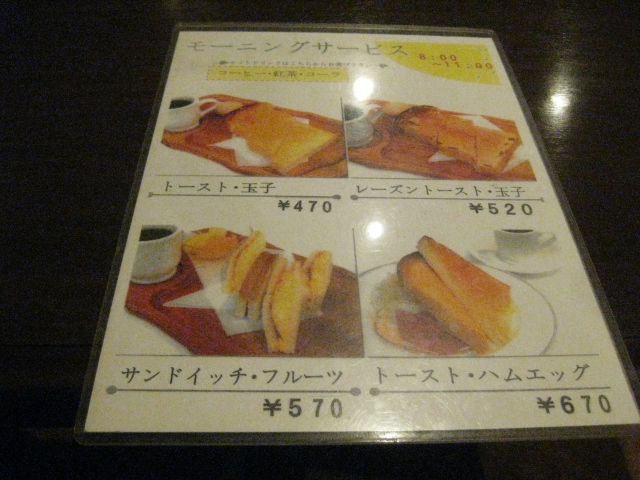 モーニングサービス
8:00
~11:00
コーヒー・紅茶・コーラ
トースト・玉子
¥470
レーズントースト・玉子
¥520
サンドイッチ・フルーツ
¥570
トースト・ハムエッグ
¥670